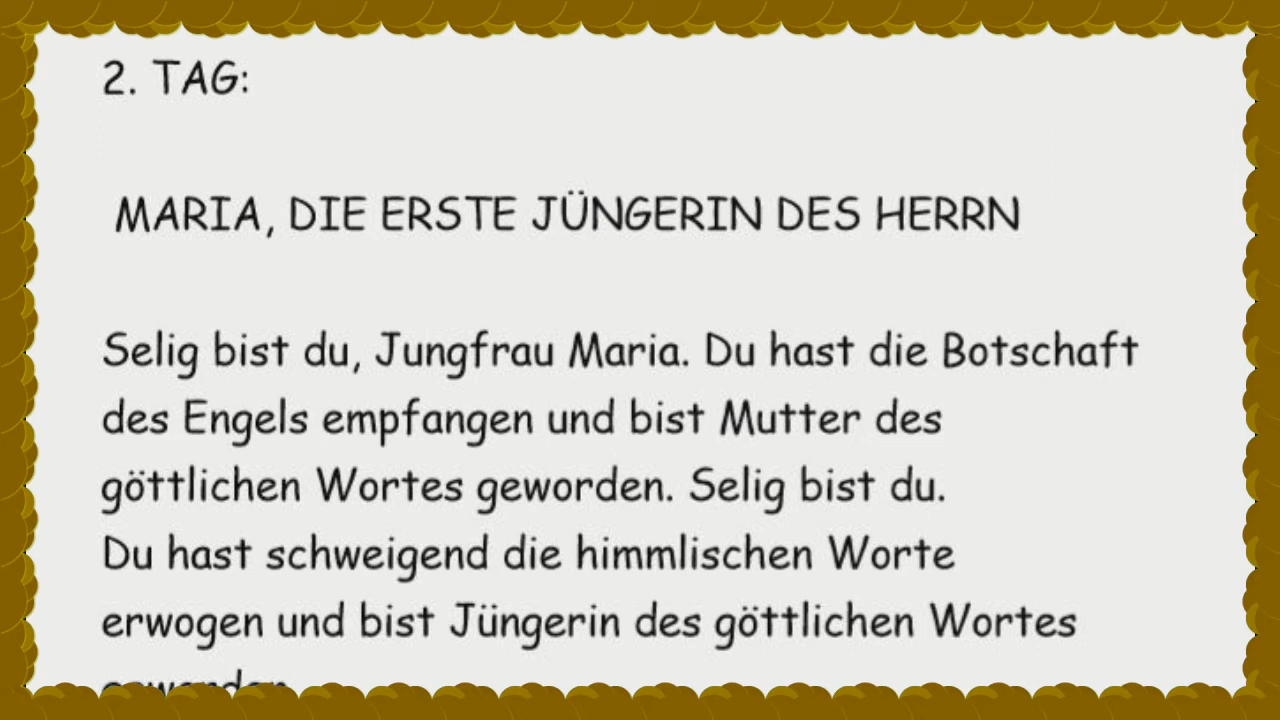 2. TAG:
MARIA, DIE ERSTE JÜNGERIN DES HERRN
Selig bist du, Jungfrau Maria. Du hast die Botschaft
des Engels empfangen und bist Mutter des
göttlichen Wortes geworden. Selig bist du.
Du hast schweigend die himmlischen Worte
erwogen und bist Jüngerin des göttlichen Wortes